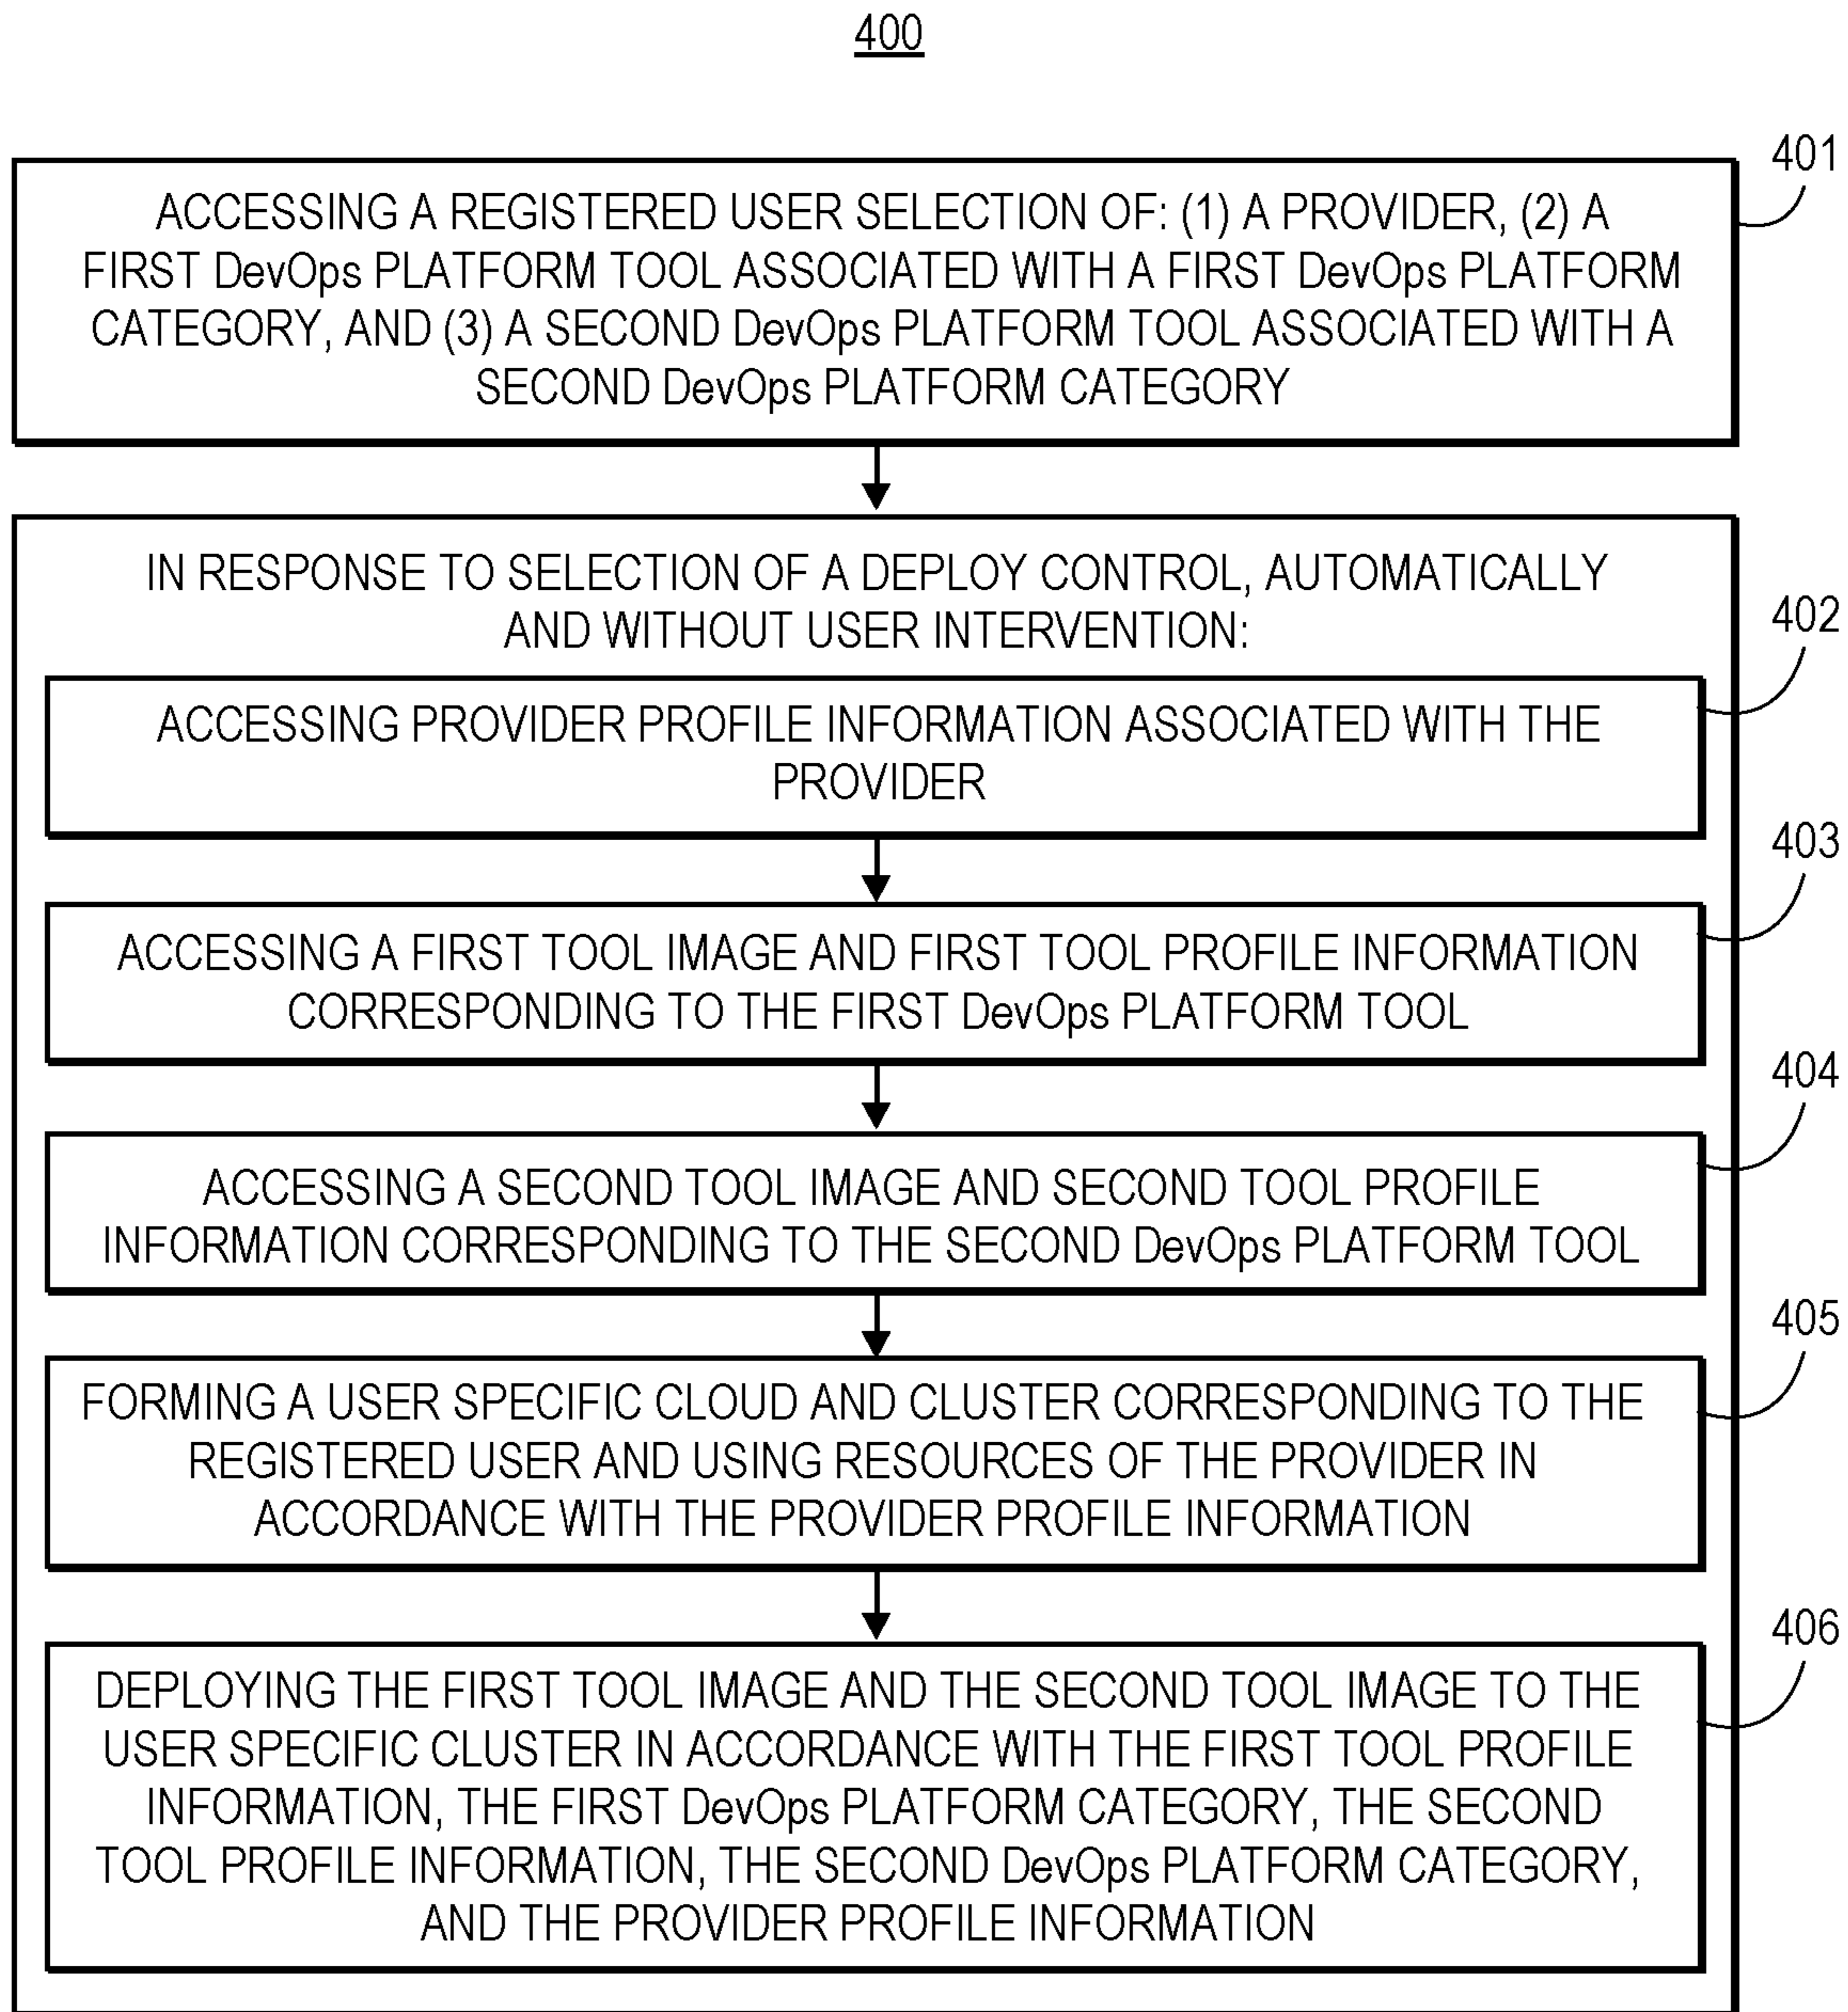 400
401
ACCESSING A REGISTERED USER SELECTION OF: (1) A PROVIDER, (2) A
FIRST DevOps PLATFORM TOOL ASSOCIATED WITH A FIRST DevOps PLATFORM
CATEGORY, AND (3) A SECOND DevOps PLATFORM TOOL ASSOCIATED WITH A
SECOND DevOps PLATFORM CATEGORY
IN RESPONSE TO SELECTION OF A DEPLOY CONTROL, AUTOMATICALLY
AND WITHOUT USER INTERVENTION:
402
ACCESSING PROVIDER PROFILE INFORMATION ASSOCIATED WITH THE
PROVIDER
403
ACCESSING A FIRST TOOL IMAGE AND FIRST TOOL PROFILE INFORMATION
CORRESPONDING TO THE FIRST DevOps PLATFORM TOOL
404
ACCESSING A SECOND TOOL IMAGE AND SECOND TOOL PROFILE
INFORMATION CORRESPONDING TO THE SECOND DevOps PLATFORM TOOL
405
FORMING A USER SPECIFIC CLOUD AND CLUSTER CORRESPONDING TO THE
REGISTERED USER AND USING RESOURCES OF THE PROVIDER IN
ACCORDANCE WITH THE PROVIDER PROFILE INFORMATION
406
DEPLOYING THE FIRST TOOL IMAGE AND THE SECOND TOOL IMAGE TO THE
USER SPECIFIC CLUSTER IN ACCORDANCE WITH THE FIRST TOOL PROFILE
INFORMATION, THE FIRST DevOps PLATFORM CATEGORY, THE SECOND
TOOL PROFILE INFORMATION, THE SECOND DevOps PLATFORM CATEGORY,
AND THE PROVIDER PROFILE INFORMATION